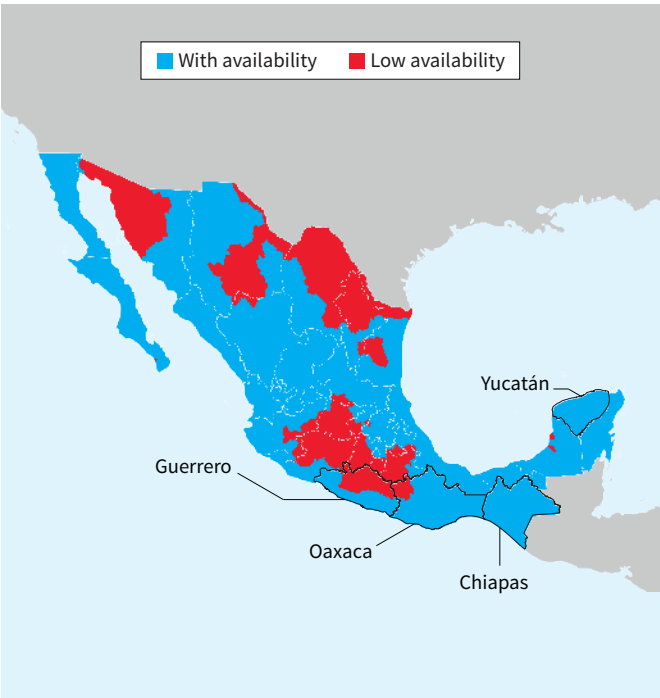 With availability
Low availability
Yucatán
Guerrero
Oaxaca
Chiapas